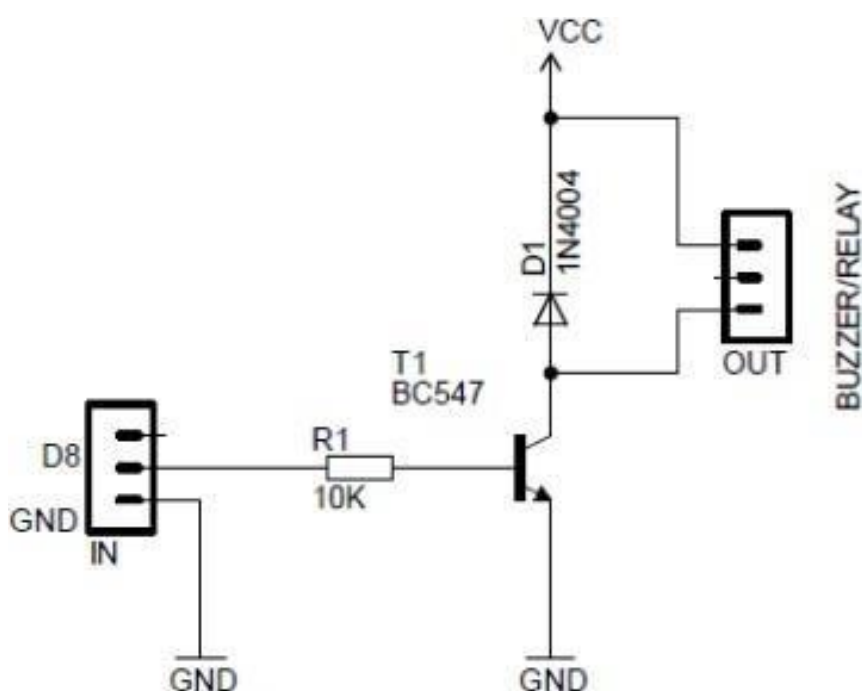 VCC
D1
1N4004
BUZZER/RELAY
OUT
T1
BC547
R1
10K
D8
GND
IN
GND
GND